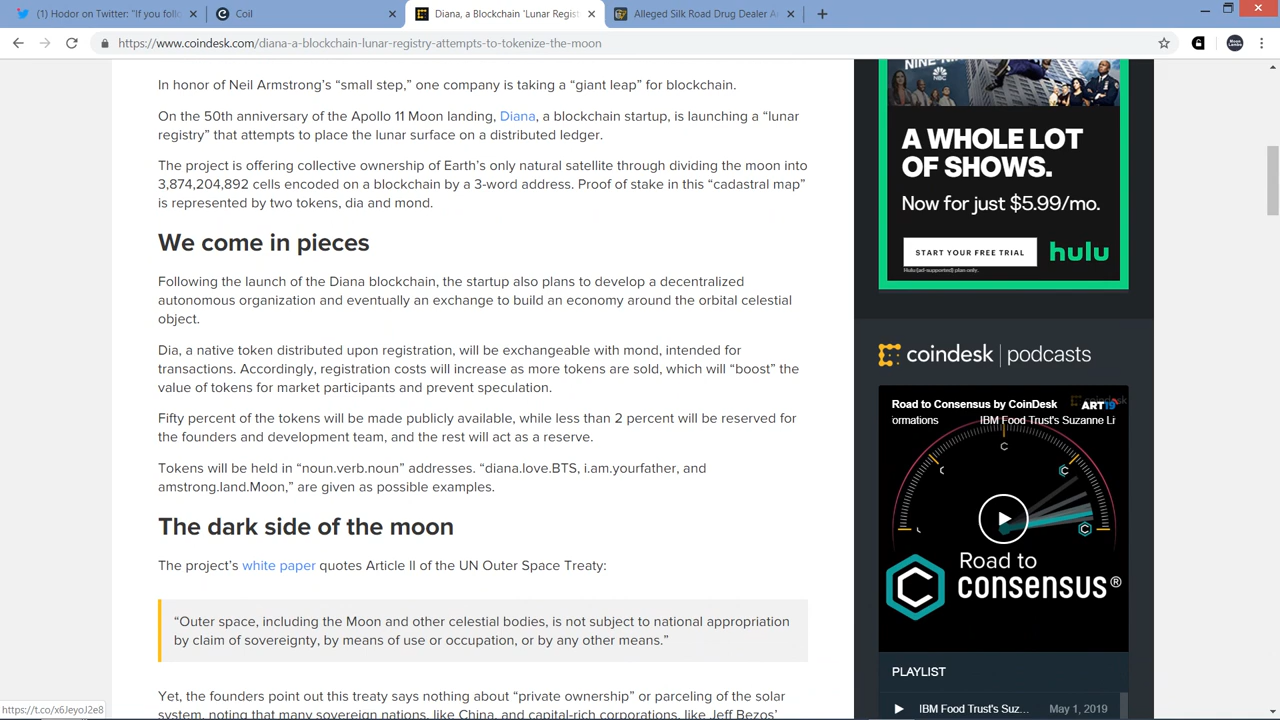 (1) Hodor on Twitter: "If you follo
Coil
Diana, a Blockchain 'Lunar Regist
Alleged Silk Road Drug Dealer A
https://www.coindesk.com/diana-a-blockchain-lunar-registry-attempts-to-tokenize-the-moon
In honor of Neil Armstrong's “small step,” one company is taking a “giant leap” for blockchain.
On the 50th anniversary of the Apollo 11 Moon landing, Diana, a blockchain startup, is launching a “lunar
registry” that attempts to place the lunar surface on a distributed ledger.
The project is offering collective ownership of Earth's only natural satellite through dividing the moon into
3,874,204,892 cells encoded on a blockchain by a 3-word address. Proof of stake in this “cadastral map”
is represented by two tokens, dia and mond.
We come in pieces
Following the launch of the Diana blockchain, the startup also plans to develop a decentralized
autonomous organization and eventually an exchange to build an economy around the orbital celestial
object.
Dia, a native token distributed upon registration, will be exchangeable with mond, intended for
transactions. Accordingly, registration costs will increase as more tokens are sold, which will “boost” the
value of tokens for market participants and prevent speculation.
Fifty percent of the tokens will be made publicly available, while less than 2 percent will be reserved for
the founders and development team, and the rest will act as a reserve.
Tokens will be held in “noun.verb.noun” addresses. “diana.love.BTS, i.am.yourfather, and
amstrong.land.Moon,” are given as possible examples.
The dark side of the moon
The project's white paper quotes Article II of the UN Outer Space Treaty:
“Outer space, including the Moon and other celestial bodies, is not subject to national appropriation
by claim of sovereignty, by means of use or occupation, or by any other means.”
Yet, the founders point out this treaty says nothing about “private ownership” or parceling of the solar
system, noting that many sovereign nations, like China, and capital-rich corporations, like Jeff Bezos'
https://t.co/x6JeyoJ2e8
NBC
A WHOLE LOT
OF SHOWS.
Now for just $5.99/mo.
START YOUR FREE TRIAL
hulu
Hulu (ad-supported) plan only.
coindesk | podcasts
Road to Consensus by CoinDesk
ART19
ormations IBM Food Trust's Suzanne Li
Road to
consensus®
PLAYLIST
IBM Food Trust's Suz... May 1, 2019